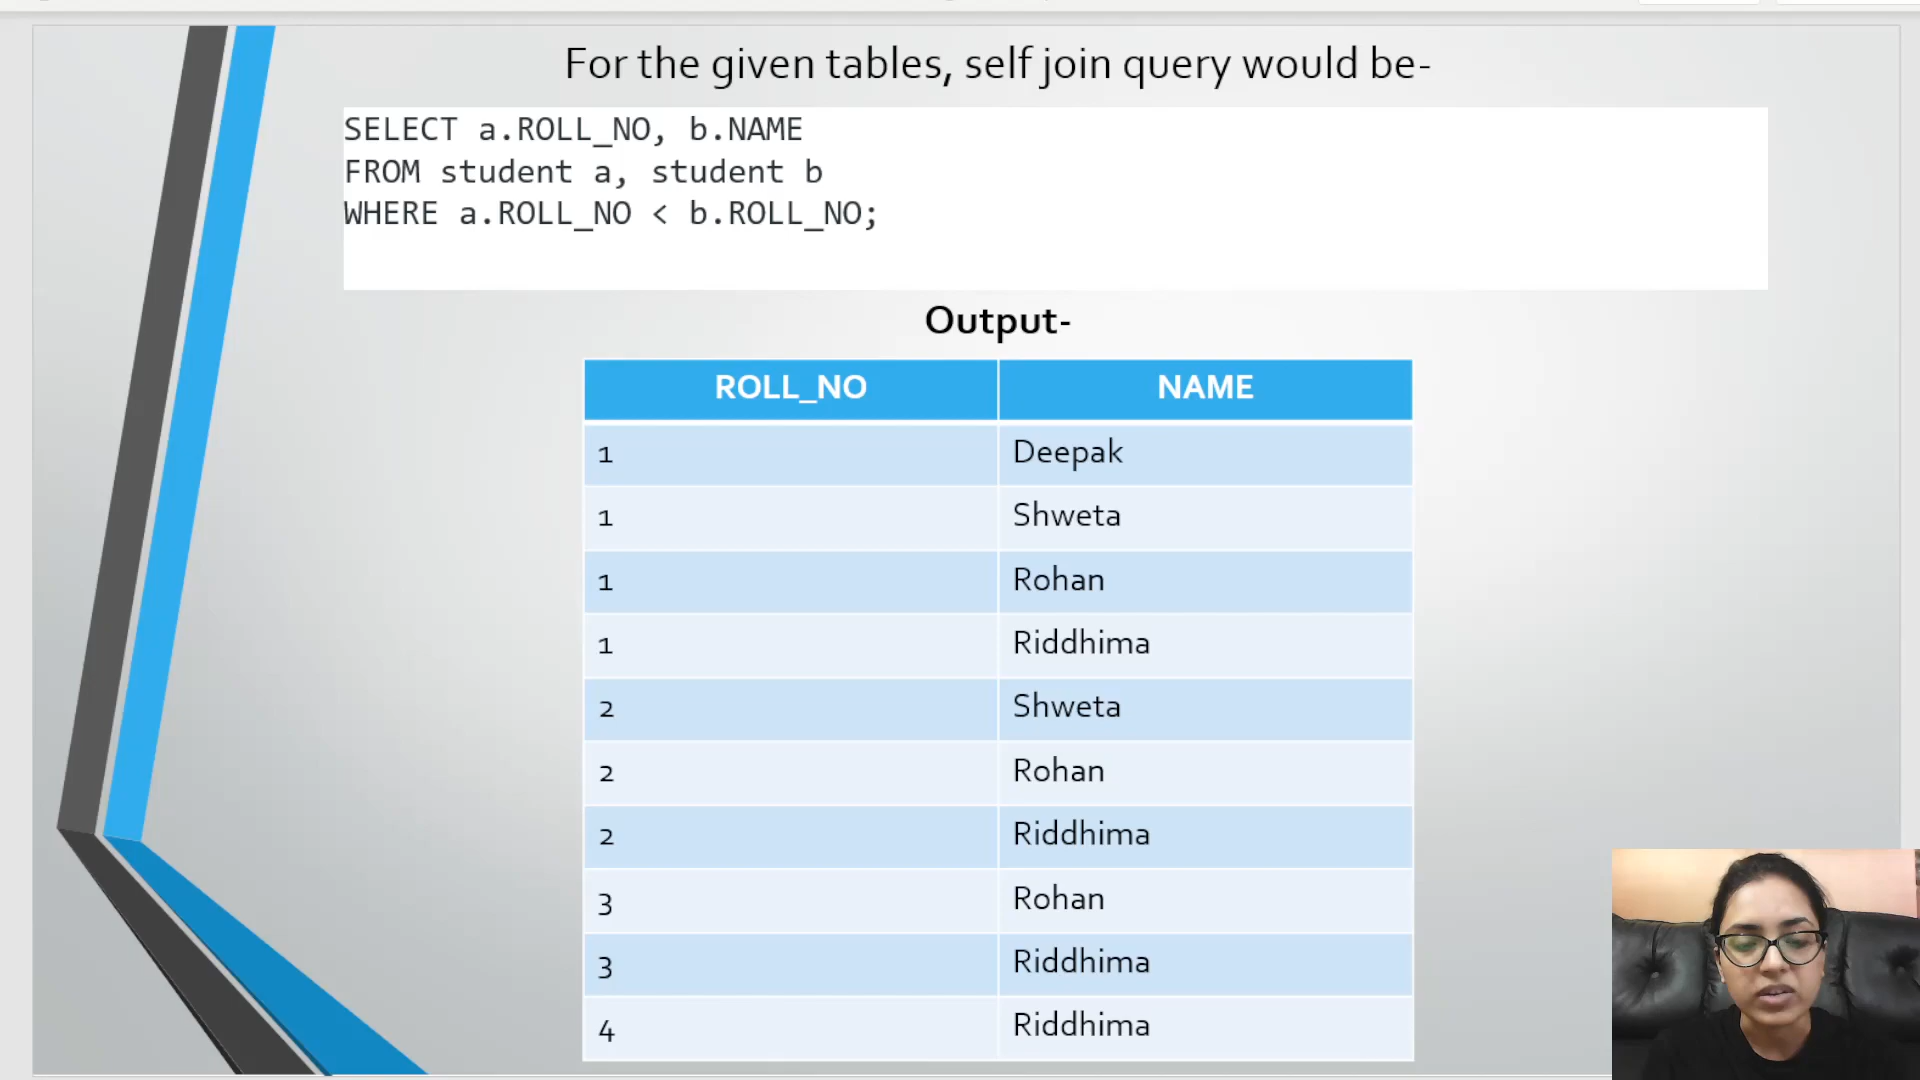 For the given tables, self join query would be-
SELECT a.ROLL_NO, b.NAME
FROM student a, student b
WHERE a.ROLL_NO < b.ROLL_NO;
Output-
ROLL_NO NAME
1 Deepak
1 Shweta
1 Rohan
1 Riddhima
2 Shweta
2 Rohan
2 Riddhima
3 Rohan
3 Riddhima
4 Riddhima